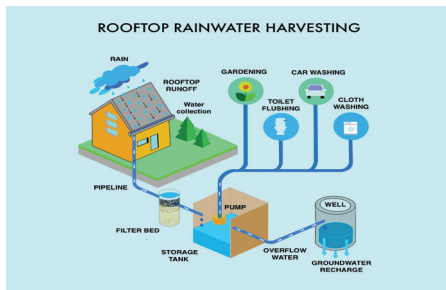 ROOFTOP RAINWATER HARVESTING
RAIN
ROOFTOP
RUNOFF
Water
collection
GARDENING
CAR WASHING
TOILET
FLUSHING
CLOTH
WASHING
PIPELINE
FILTER BED
STORAGE
TANK
PUMP
OVERFLOW
WATER
WELL
GROUNDWATER
RECHARGE